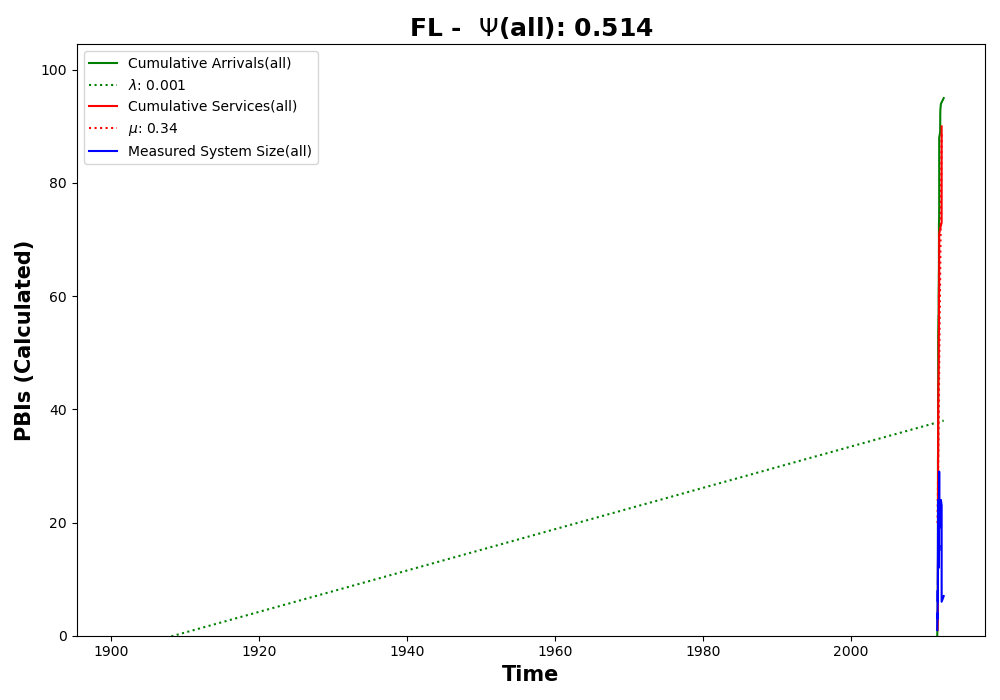 FL - Ψ(all): 0.514
Cumulative Arrivals(all)
λ: 0.001
Cumulative Services(all)
μ: 0.34
Measured System Size(all)
PBIs (Calculated)
100
80
60
40
20
0
1900 1920 1940 1960 1980 2000
Time